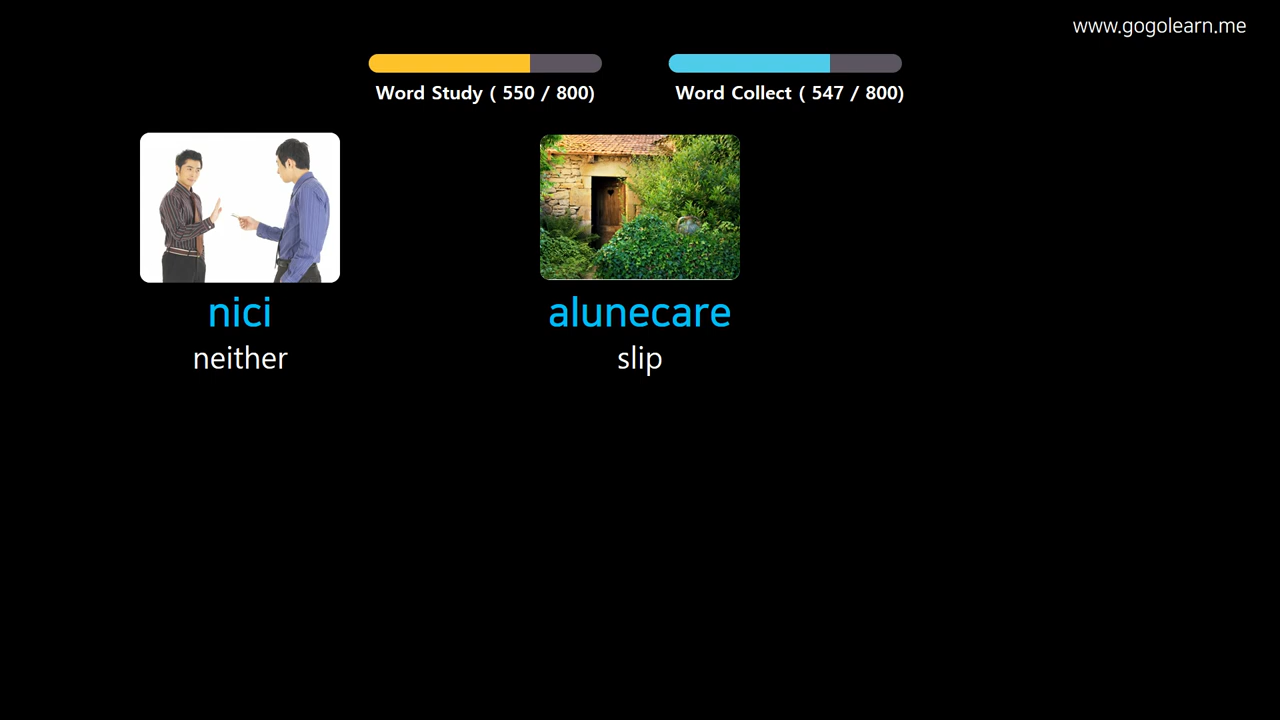 www.gogolearn.me
Word Study ( 550 / 800)
Word Collect ( 547 / 800)
nici
neither
alunecare
slip